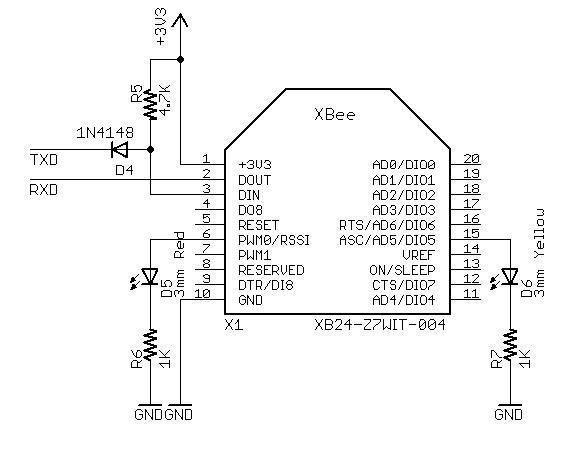 +3V3
R5
4.7K
XBee
1N4148
TXD
D4
RXD
1 +3V3 AD0/DIO0 20
2 DOUT AD1/DIO1 19
3 DIN AD2/DIO2 18
4 DO8 AD3/DIO3 17
5 RESET RTS/AD6/DIO6 16
6 PWM0/RSSI ASC/AD5/DIO5 15
7 PWM1 VREF 14
8 RESERVED ON/SLEEP 13
9 DTR/DI8 CTS/DIO7 12
10 GND AD4/DIO4 11
D5
3mm Red
D6
3mm Yellow
X1 XB24-Z7WIT-004
R6
1K
R7
1K
GND GND GND